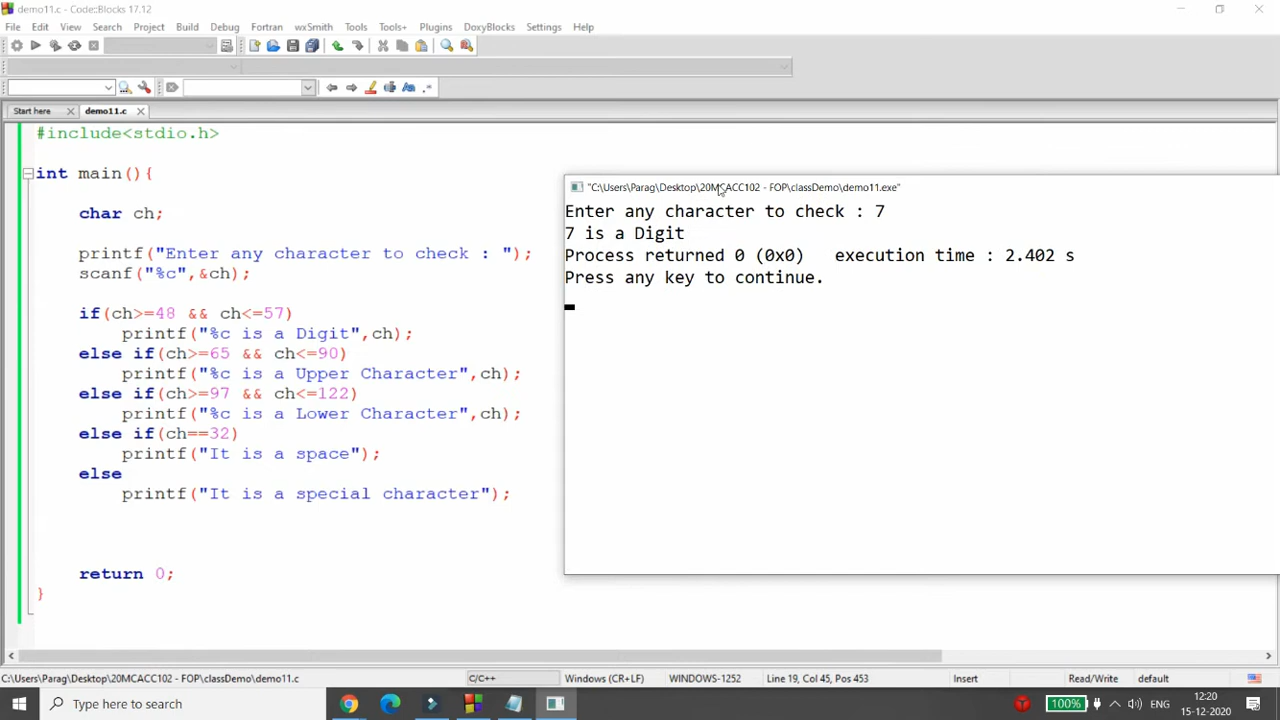 demo11.c - Code::Blocks 17.12
File Edit View Search Project Build Debug Fortran wxSmith Tools Tools+ Plugins DoxyBlocks Settings Help
Start here demo11.c
#include<stdio.h>
int main(){
char ch;
printf("Enter any character to check : ");
scanf("%c",&ch);
if(ch>=48 && ch<=57)
printf("%c is a Digit",ch);
else if(ch>=65 && ch<=90)
printf("%c is a Upper Character",ch);
else if(ch>=97 && ch<=122)
printf("%c is a Lower Character",ch);
else if(ch==32)
printf("It is a space");
else
printf("It is a special character");
return 0;
}
"C:\Users\Parag\Desktop\20MCACC102 - FOP\classDemo\demo11.exe"
Enter any character to check : 7
7 is a Digit
Process returned 0 (0x0)   execution time : 2.402 s
Press any key to continue.
C:\Users\Parag\Desktop\20MCACC102 - FOP\classDemo\demo11.c C/C++ Windows (CR+LF) WINDOWS-1252 Line 19, Col 45, Pos 453 Insert Read/Write default
Type here to search 100% ENG 12:20
15-12-2020